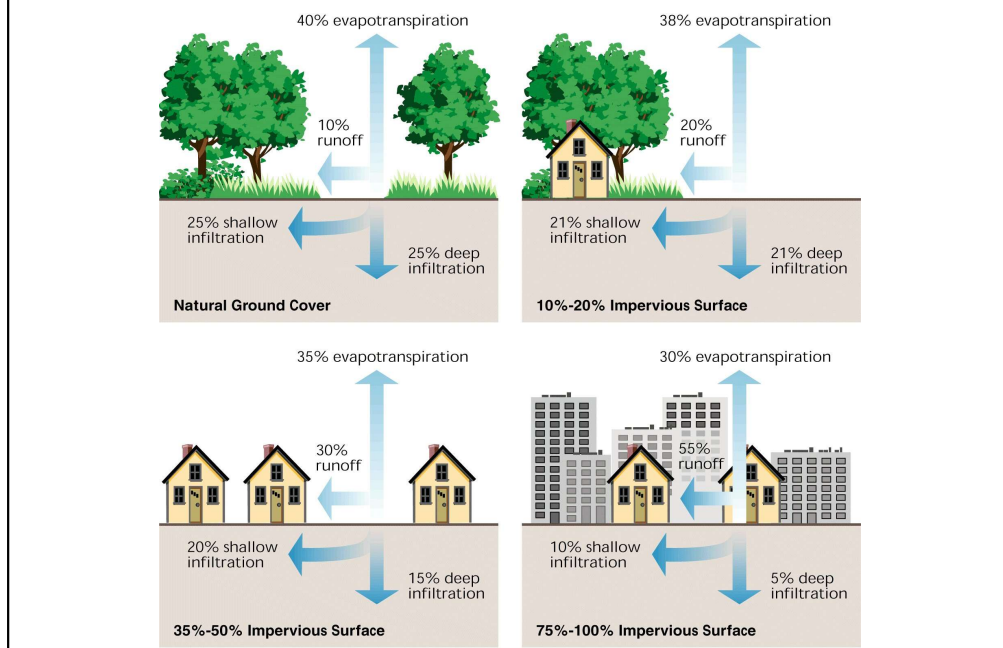 40% evapotranspiration
10%
runoff
25% shallow
infiltration
25% deep
infiltration
Natural Ground Cover
38% evapotranspiration
20%
runoff
21% shallow
infiltration
21% deep
infiltration
10%-20% Impervious Surface
35% evapotranspiration
30%
runoff
20% shallow
infiltration
15% deep
infiltration
35%-50% Impervious Surface
30% evapotranspiration
55%
runoff
10% shallow
infiltration
5% deep
infiltration
75%-100% Impervious Surface